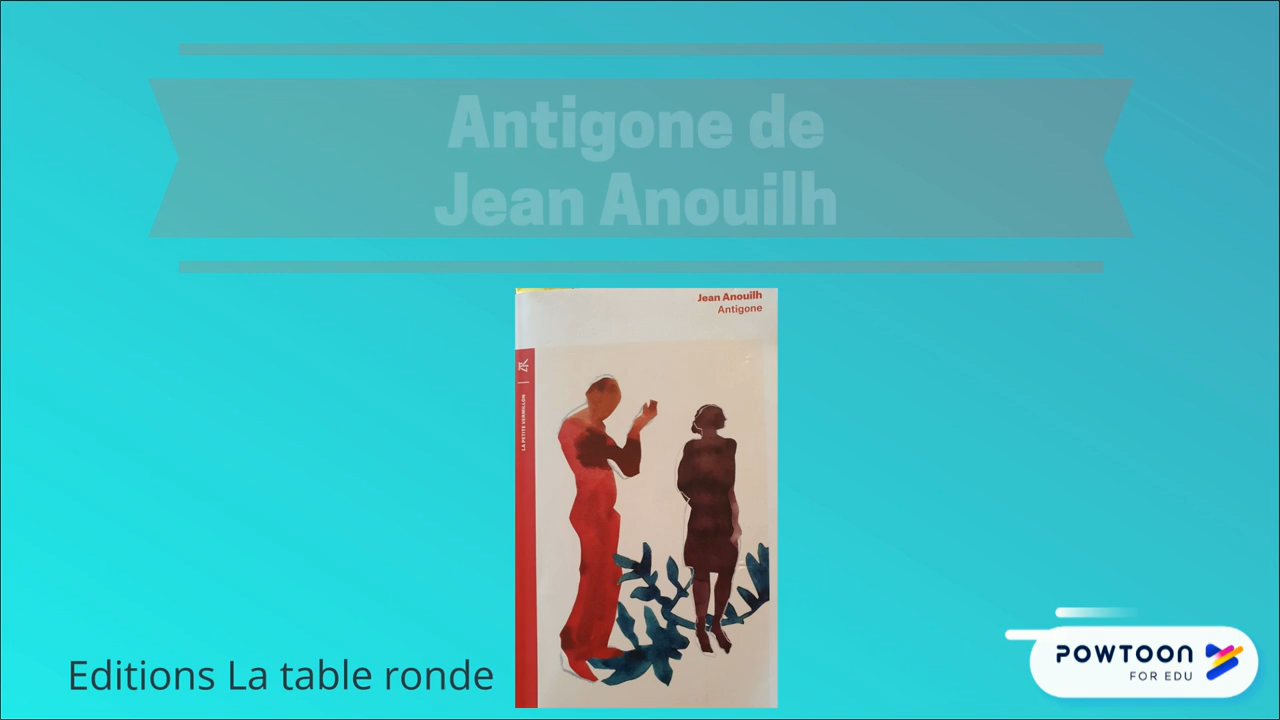 Antigone de
Jean Anouilh
Jean Anouilh
Antigone
LA PETITE VERMILLON
Editions La table ronde
POWTOON
FOR EDU